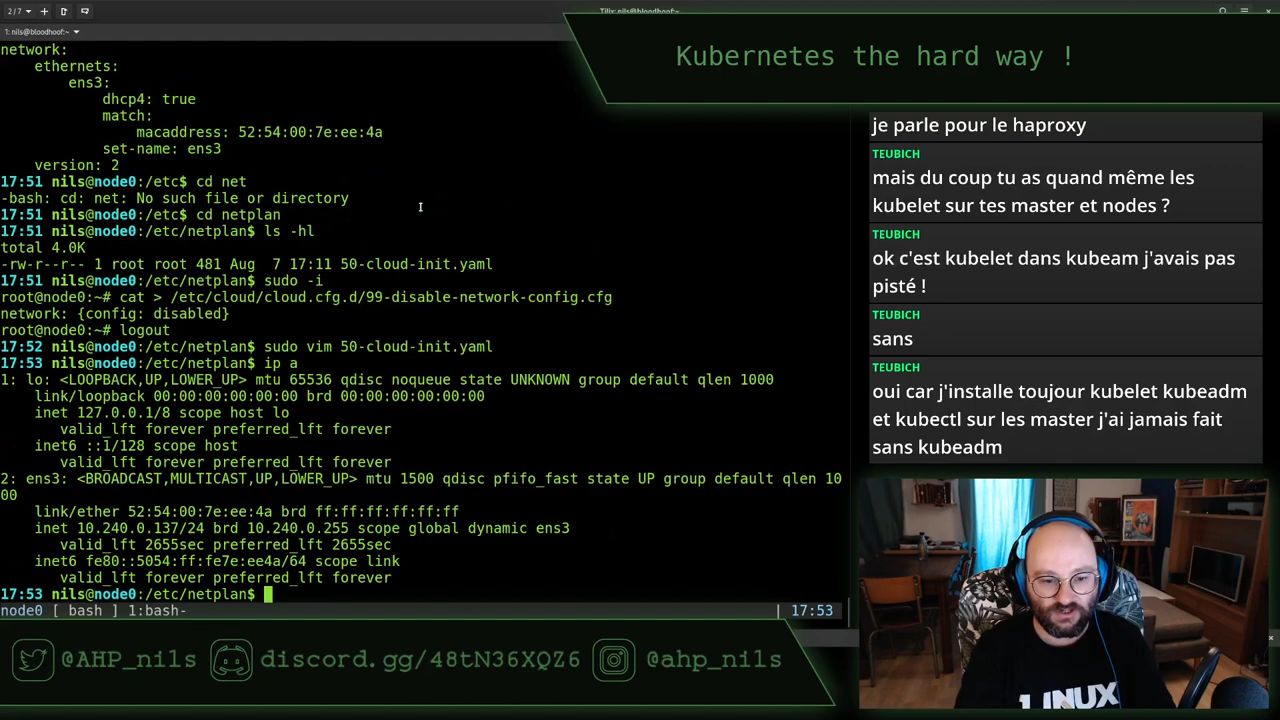 2/7
Tilix: nils@bloodhoof:~
1: nils@bloodhoof:~
network:
    ethernets:
        ens3:
            dhcp4: true
            match:
                macaddress: 52:54:00:7e:ee:4a
            set-name: ens3
    version: 2
17:51 nils@node0:/etc$ cd net
-bash: cd: net: No such file or directory
17:51 nils@node0:/etc$ cd netplan
17:51 nils@node0:/etc/netplan$ ls -hl
total 4.0K
-rw-r--r-- 1 root root 481 Aug  7 17:11 50-cloud-init.yaml
17:51 nils@node0:/etc/netplan$ sudo -i
root@node0:~# cat > /etc/cloud/cloud.cfg.d/99-disable-network-config.cfg
network: {config: disabled}
root@node0:~# logout
17:52 nils@node0:/etc/netplan$ sudo vim 50-cloud-init.yaml
17:53 nils@node0:/etc/netplan$ ip a
1: lo: <LOOPBACK,UP,LOWER_UP> mtu 65536 qdisc noqueue state UNKNOWN group default qlen 1000
    link/loopback 00:00:00:00:00:00 brd 00:00:00:00:00:00
    inet 127.0.0.1/8 scope host lo
       valid_lft forever preferred_lft forever
    inet6 ::1/128 scope host
       valid_lft forever preferred_lft forever
2: ens3: <BROADCAST,MULTICAST,UP,LOWER_UP> mtu 1500 qdisc pfifo_fast state UP group default qlen 10
00
    link/ether 52:54:00:7e:ee:4a brd ff:ff:ff:ff:ff:ff
    inet 10.240.0.137/24 brd 10.240.0.255 scope global dynamic ens3
       valid_lft 2655sec preferred_lft 2655sec
    inet6 fe80::5054:ff:fe7e:ee4a/64 scope link
       valid_lft forever preferred_lft forever
17:53 nils@node0:/etc/netplan$
node0 [ bash ] 1:bash-
| 17:53
Kubernetes the hard way !
je parle pour le haproxy
TEUBICH
mais du coup tu as quand même les
kubelet sur tes master et nodes ?
TEUBICH
ok c'est kubelet dans kubeam j'avais pas
pisté !
TEUBICH
sans
TEUBICH
oui car j'installe toujour kubelet kubeadm
et kubectl sur les master j'ai jamais fait
sans kubeadm
LINUX
@AHP_nils
discord.gg/48tN36XQZ6
@ahp_nils